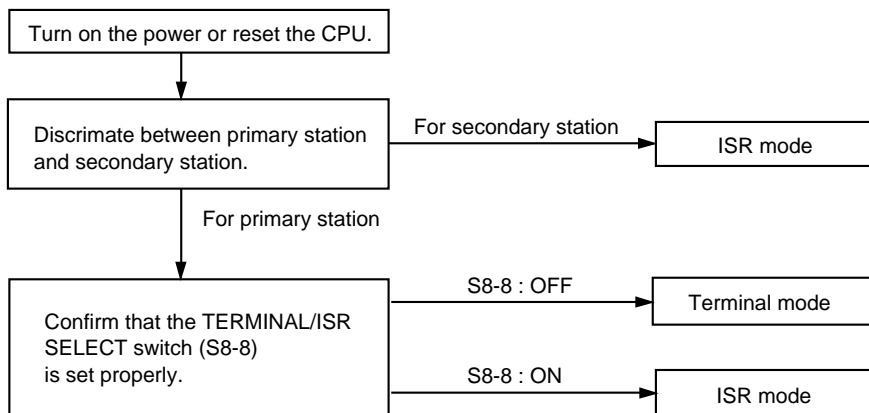 Turn on the power or reset the CPU.
Discrimate between primary station
and secondary station.
For secondary station
ISR mode
For primary station
Confirm that the TERMINAL/ISR
SELECT switch (S8-8)
is set properly.
S8-8 : OFF
Terminal mode
S8-8 : ON
ISR mode